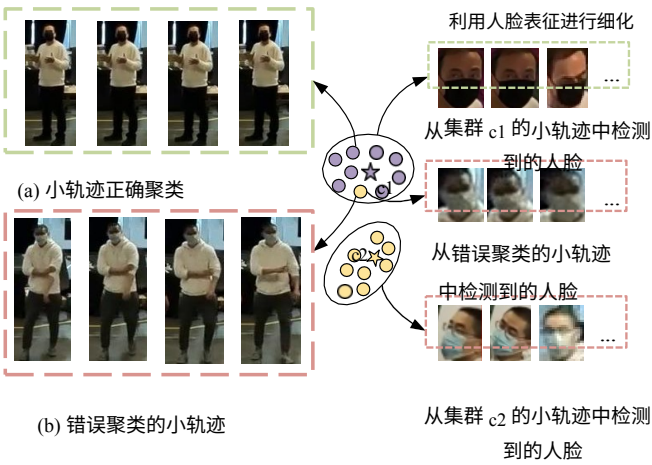 利用人脸表征进行细化
...
从集群 c1 的小轨迹中检测
到的人脸
(a) 小轨迹正确聚类
c1
...
从错误聚类的小轨迹
中检测到的人脸
c2
...
(b) 错误聚类的小轨迹
从集群 c2 的小轨迹中检测
到的人脸